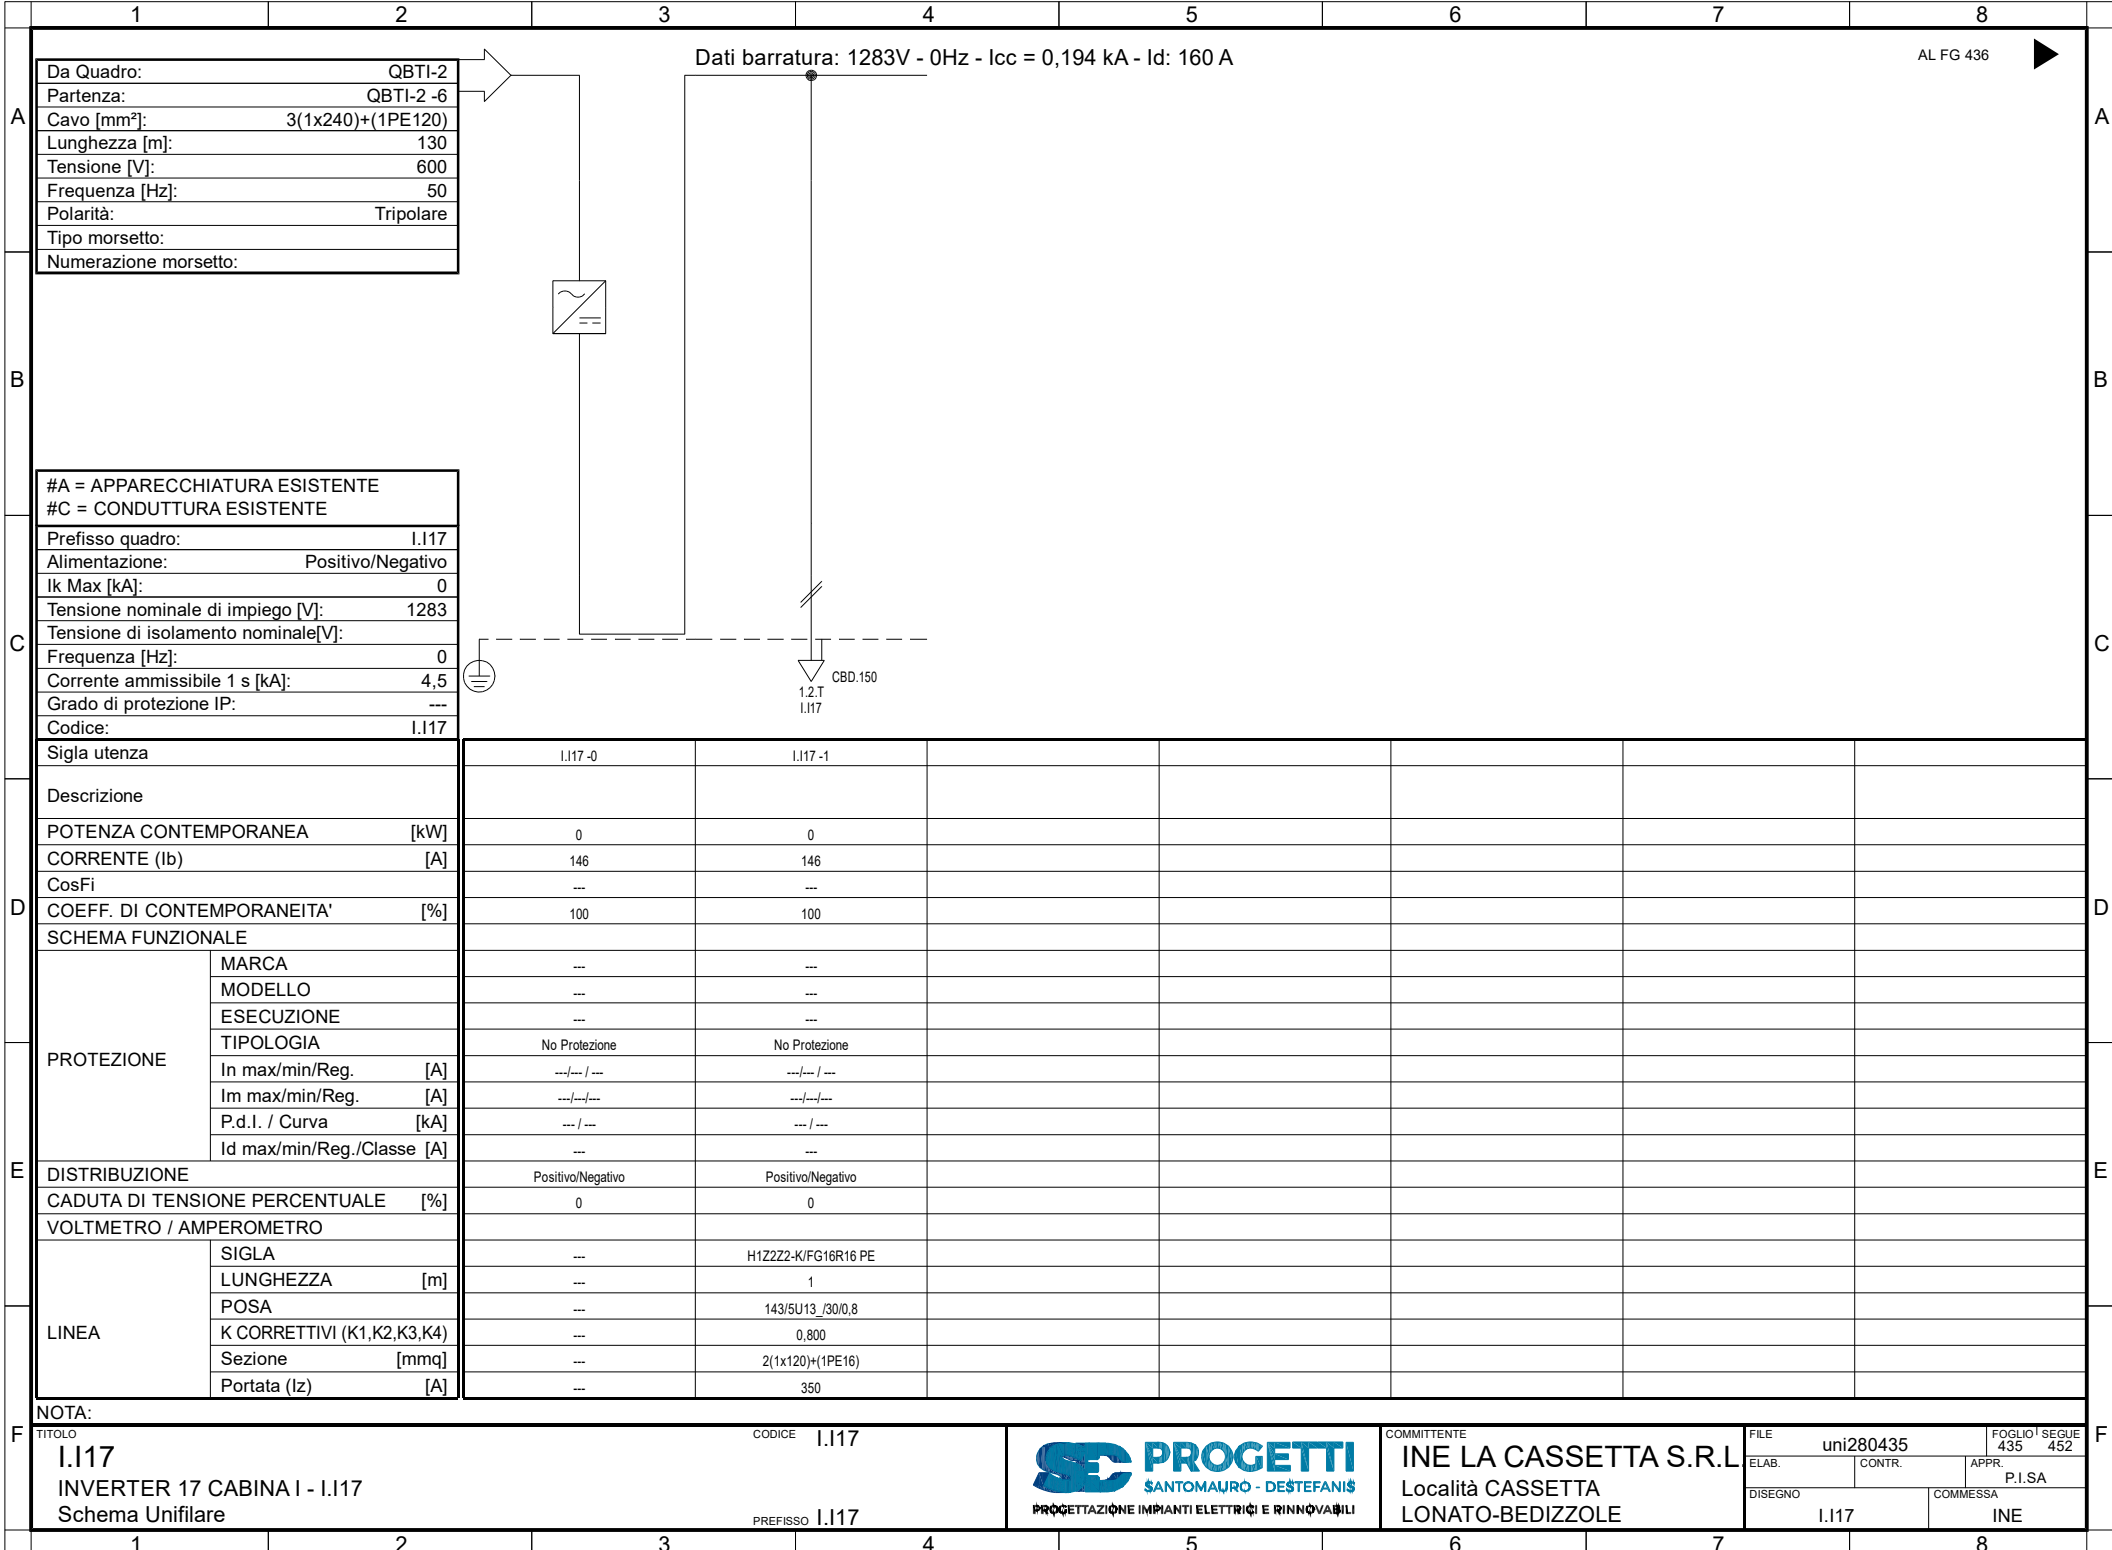 1 2 3 4 5 6 7 8
Dati barratura: 1283V - 0Hz - Icc = 0,194 kA - Id: 160 A
AL FG 436
Da Quadro: QBTI-2
Partenza: QBTI-2 -6
Cavo [mm²]: 3(1x240)+(1PE120)
Lunghezza [m]: 130
Tensione [V]: 600
Frequenza [Hz]: 50
Polarità: Tripolare
Tipo morsetto:
Numerazione morsetto:
A A
B B
C C
D D
E E
F F
#A = APPARECCHIATURA ESISTENTE
#C = CONDUTTURA ESISTENTE
Prefisso quadro: I.I17
Alimentazione: Positivo/Negativo
Ik Max [kA]: 0
Tensione nominale di impiego [V]: 1283
Tensione di isolamento nominale[V]:
Frequenza [Hz]: 0
Corrente ammissibile 1 s [kA]: 4,5
Grado di protezione IP: ---
Codice: I.I17
CBD.150
1.2.T
I.I17
Sigla utenza I.I17 -0 I.I17 -1
Descrizione
POTENZA CONTEMPORANEA [kW] 0 0
CORRENTE (Ib) [A] 146 146
CosFi --- ---
COEFF. DI CONTEMPORANEITA' [%] 100 100
SCHEMA FUNZIONALE
PROTEZIONE
MARCA --- ---
MODELLO --- ---
ESECUZIONE --- ---
TIPOLOGIA No Protezione No Protezione
In max/min/Reg. [A] ---/--- / --- ---/--- / ---
Im max/min/Reg. [A] ---/---/--- ---/---/---
P.d.I. / Curva [kA] --- / --- --- / ---
Id max/min/Reg./Classe [A] --- ---
DISTRIBUZIONE Positivo/Negativo Positivo/Negativo
CADUTA DI TENSIONE PERCENTUALE [%] 0 0
VOLTMETRO / AMPEROMETRO
LINEA
SIGLA --- H1Z2Z2-K/FG16R16 PE
LUNGHEZZA [m] --- 1
POSA --- 143/5U13_/30/0,8
K CORRETTIVI (K1,K2,K3,K4) --- 0,800
Sezione [mmq] --- 2(1x120)+(1PE16)
Portata (Iz) [A] --- 350
NOTA:
TITOLO
I.I17
INVERTER 17 CABINA I - I.I17
Schema Unifilare
CODICE I.I17
PREFISSO I.I17
PROGETTI
SANTOMAURO - DESTEFANIS
PROGETTAZIONE IMPIANTI ELETTRICI E RINNOVABILI
COMMITTENTE
INE LA CASSETTA S.R.L.
Località CASSETTA
LONATO-BEDIZZOLE
FILE uni280435
FOGLIO 435 SEGUE 452
ELAB. CONTR. APPR. P.I.SA
DISEGNO I.I17
COMMESSA INE
1 2 3 4 5 6 7 8